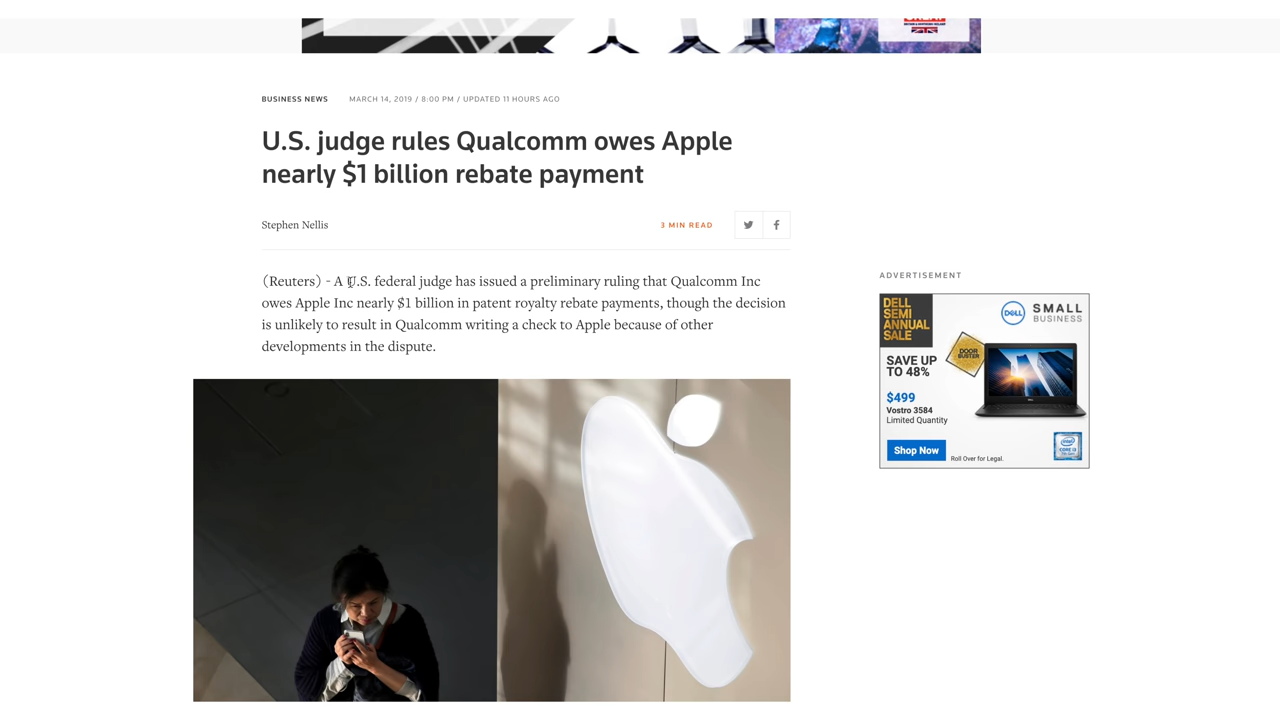 BUSINESS NEWS MARCH 14, 2019 / 8:00 PM / UPDATED 11 HOURS AGO
U.S. judge rules Qualcomm owes Apple
nearly $1 billion rebate payment
Stephen Nellis
3 MIN READ
(Reuters) - A U.S. federal judge has issued a preliminary ruling that Qualcomm Inc
owes Apple Inc nearly $1 billion in patent royalty rebate payments, though the decision
is unlikely to result in Qualcomm writing a check to Apple because of other
developments in the dispute.
ADVERTISEMENT
DELL
SEMI
ANNUAL
SALE
DELL
SMALL
BUSINESS
DOOR
BUSTER
SAVE UP
TO 48%
$499
Vostro 3584
Limited Quantity
Shop Now
Roll Over for Legal.
CORE i3